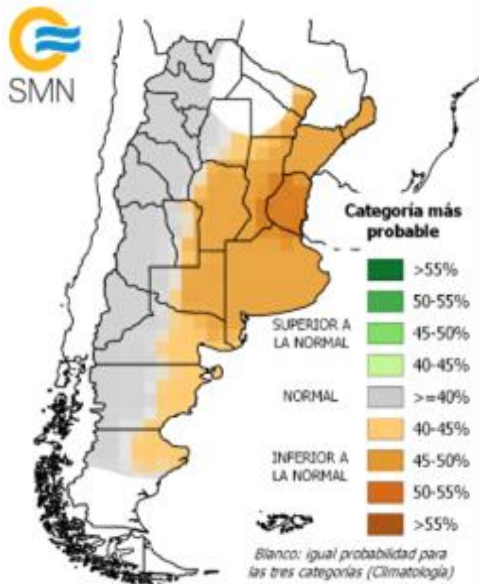 SMN
Categoría más
probable
>55%
50-55%
45-50%
SUPERIOR A
LA NORMAL
40-45%
NORMAL
>=40%
40-45%
INFERIOR A
LA NORMAL
45-50%
50-55%
>55%
Blanco: igual probabilidad para
las tres categorías (Climatología)